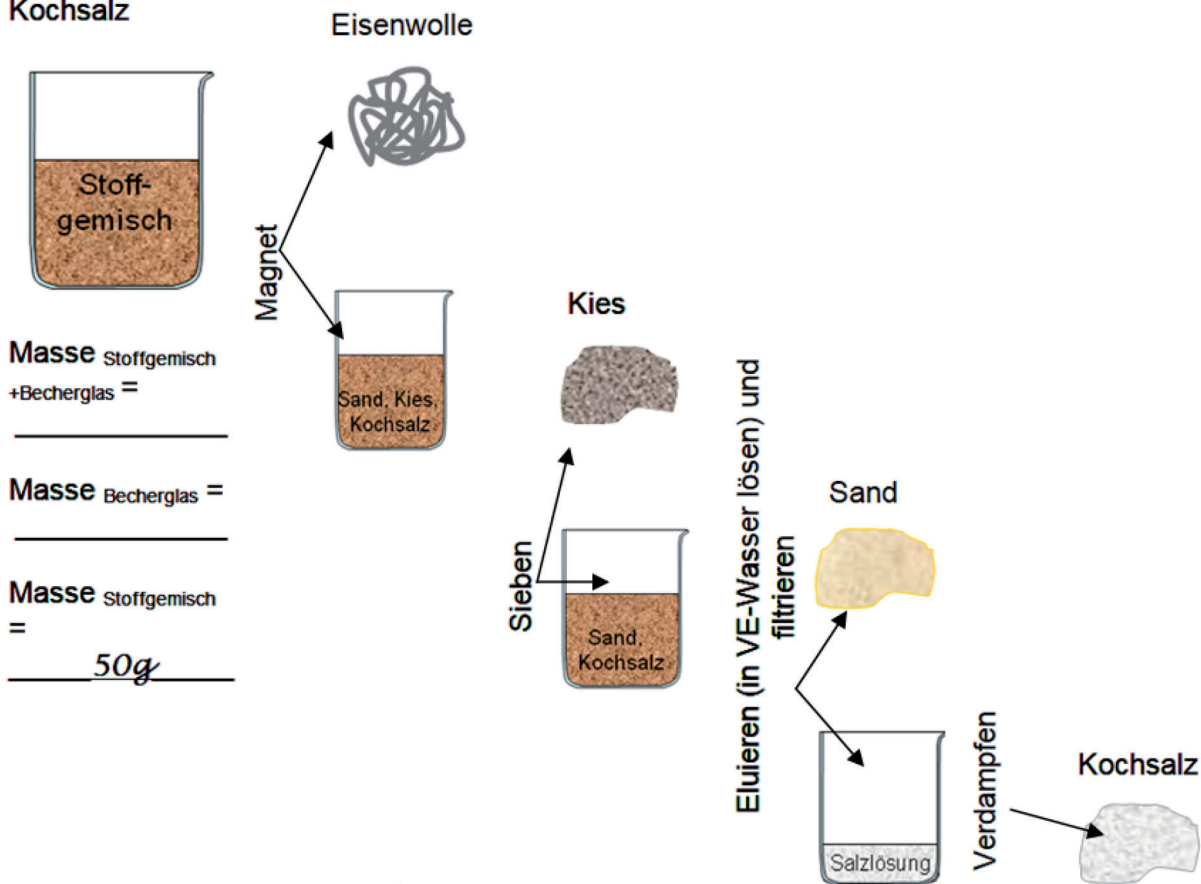 Kochsalz
Eisenwolle
Stoff-
gemisch
Magnet
Masse Stoffgemisch
+Becherglas =
Masse Becherglas =
Masse Stoffgemisch
=
50g
Sand, Kies,
Kochsalz
Kies
Sieben
Sand,
Kochsalz
Eluieren (in VE-Wasser lösen) und
filtrieren
Sand
Salzlösung
Verdampfen
Kochsalz